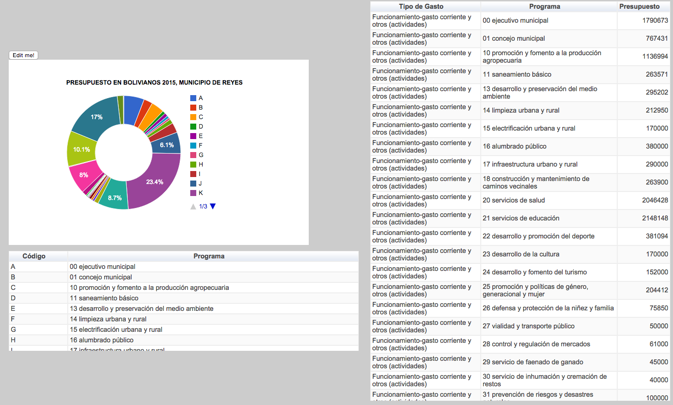 Edit me!
PRESUPUESTO EN BOLIVIANOS 2015, MUNICIPIO DE REYES
17%
10.1%
8%
8.7%
23.4%
6.1%
A
B
C
D
E
F
G
H
I
J
K
1/3
Código Programa
A 00 ejecutivo municipal
B 01 concejo municipal
C 10 promoción y fomento a la producción agropecuaria
D 11 saneamiento básico
E 13 desarrollo y preservación del medio ambiente
F 14 limpieza urbana y rural
G 15 electrificación urbana y rural
H 16 alumbrado público
I 17 infraestructura urbano y rural
Tipo de Gasto Programa Presupuesto
Funcionamiento-gasto corriente y
otros (actividades) 00 ejecutivo municipal 1790673
Funcionamiento-gasto corriente y
otros (actividades) 01 concejo municipal 767431
Funcionamiento-gasto corriente y 10 promoción y fomento a la producción
otros (actividades) agropecuaria 1136994
Funcionamiento-gasto corriente y
otros (actividades) 11 saneamiento básico 263571
Funcionamiento-gasto corriente y 13 desarrollo y preservación del medio
otros (actividades) ambiente 295202
Funcionamiento-gasto corriente y
otros (actividades) 14 limpieza urbana y rural 212950
Funcionamiento-gasto corriente y
otros (actividades) 15 electrificación urbana y rural 170000
Funcionamiento-gasto corriente y
otros (actividades) 16 alumbrado público 380000
Funcionamiento-gasto corriente y
otros (actividades) 17 infraestructura urbano y rural 290000
Funcionamiento-gasto corriente y 18 construcción y mantenimiento de
otros (actividades) caminos vecinales 263900
Funcionamiento-gasto corriente y
otros (actividades) 20 servicios de salud 2046428
Funcionamiento-gasto corriente y
otros (actividades) 21 servicios de educación 2148148
Funcionamiento-gasto corriente y
otros (actividades) 22 desarrollo y promoción del deporte 381094
Funcionamiento-gasto corriente y
otros (actividades) 23 desarrollo de la cultura 170000
Funcionamiento-gasto corriente y
otros (actividades) 24 desarrollo y fomento del turismo 152000
Funcionamiento-gasto corriente y 25 promoción y políticas de género,
otros (actividades) generacional y mujer 204412
Funcionamiento-gasto corriente y
otros (actividades) 26 defensa y protección de la niñez y familia 75850
Funcionamiento-gasto corriente y
otros (actividades) 27 vialidad y transporte público 50000
Funcionamiento-gasto corriente y
otros (actividades) 28 control y regulación de mercados 61000
Funcionamiento-gasto corriente y
otros (actividades) 29 servicio de faenado de ganado 45000
Funcionamiento-gasto corriente y 30 servicio de inhumación y cremación de
otros (actividades) restos 40000
Funcionamiento-gasto corriente y 31 prevención de riesgos y desastres
otros (actividades) 100000